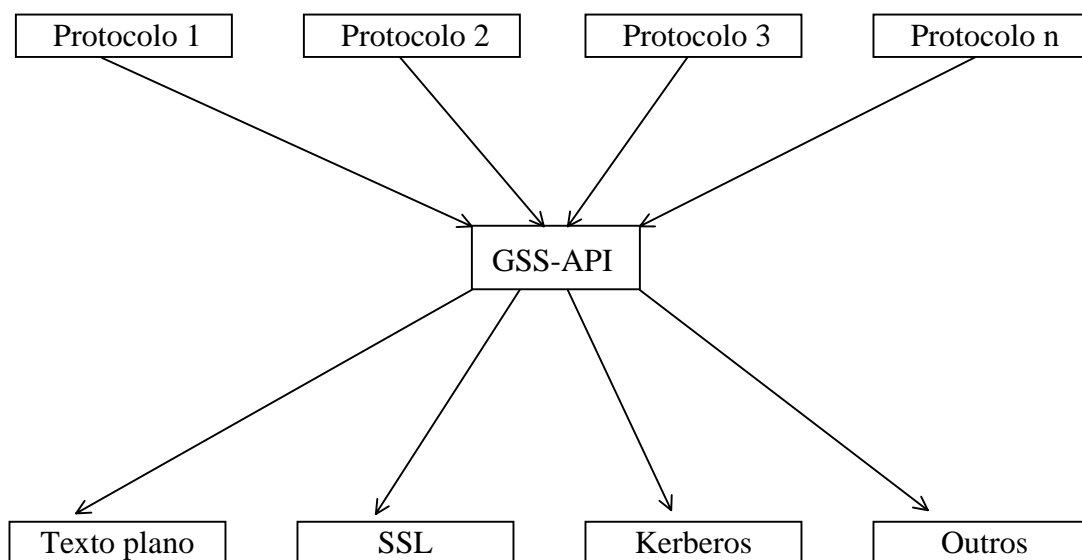 Protocolo 1
Protocolo 2
Protocolo 3
Protocolo n
GSS-API
Texto plano
SSL
Kerberos
Outros